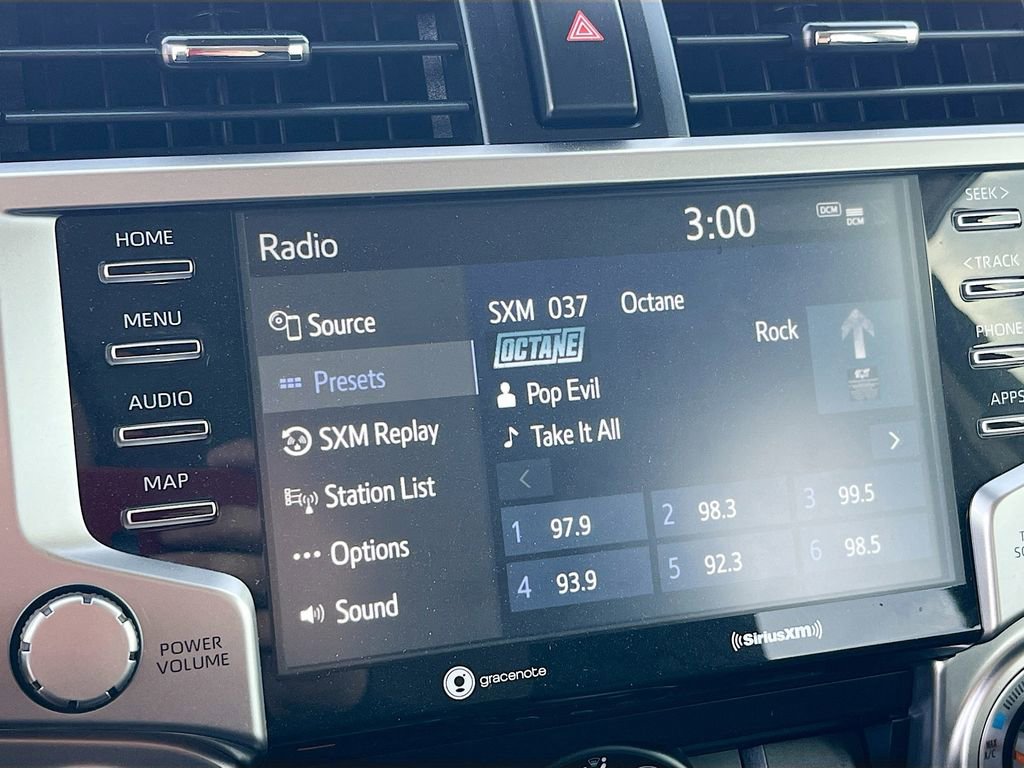 HOME
MENU
AUDIO
MAP
POWER
VOLUME
Radio
3:00
DCM
DCM
Source
Presets
SXM Replay
Station List
Options
Sound
SXM 037 Octane
OCTANE
Rock
Pop Evil
Take It All
<
>
1 97.9
2 98.3
3 99.5
4 93.9
5 92.3
6 98.5
gracenote
((SiriusXM))
SEEK >
< TRACK
PHONE
APPS
MAX
A/C